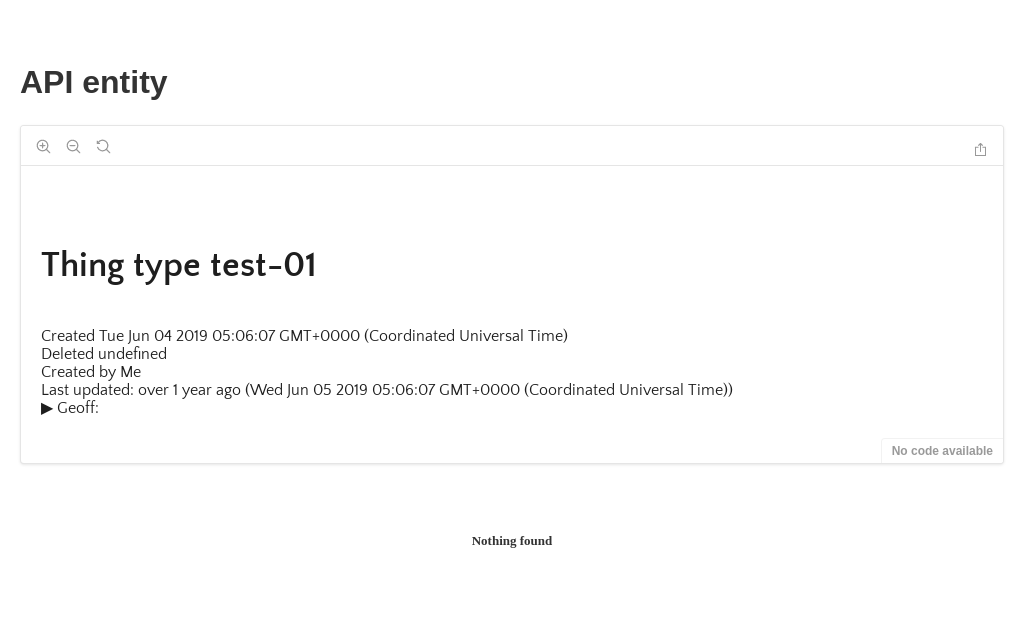 API entity
Thing type test-01
Created Tue Jun 04 2019 05:06:07 GMT+0000 (Coordinated Universal Time)
Deleted undefined
Created by Me
Last updated: over 1 year ago (Wed Jun 05 2019 05:06:07 GMT+0000 (Coordinated Universal Time))
▶ Geoff:
No code available
Nothing found